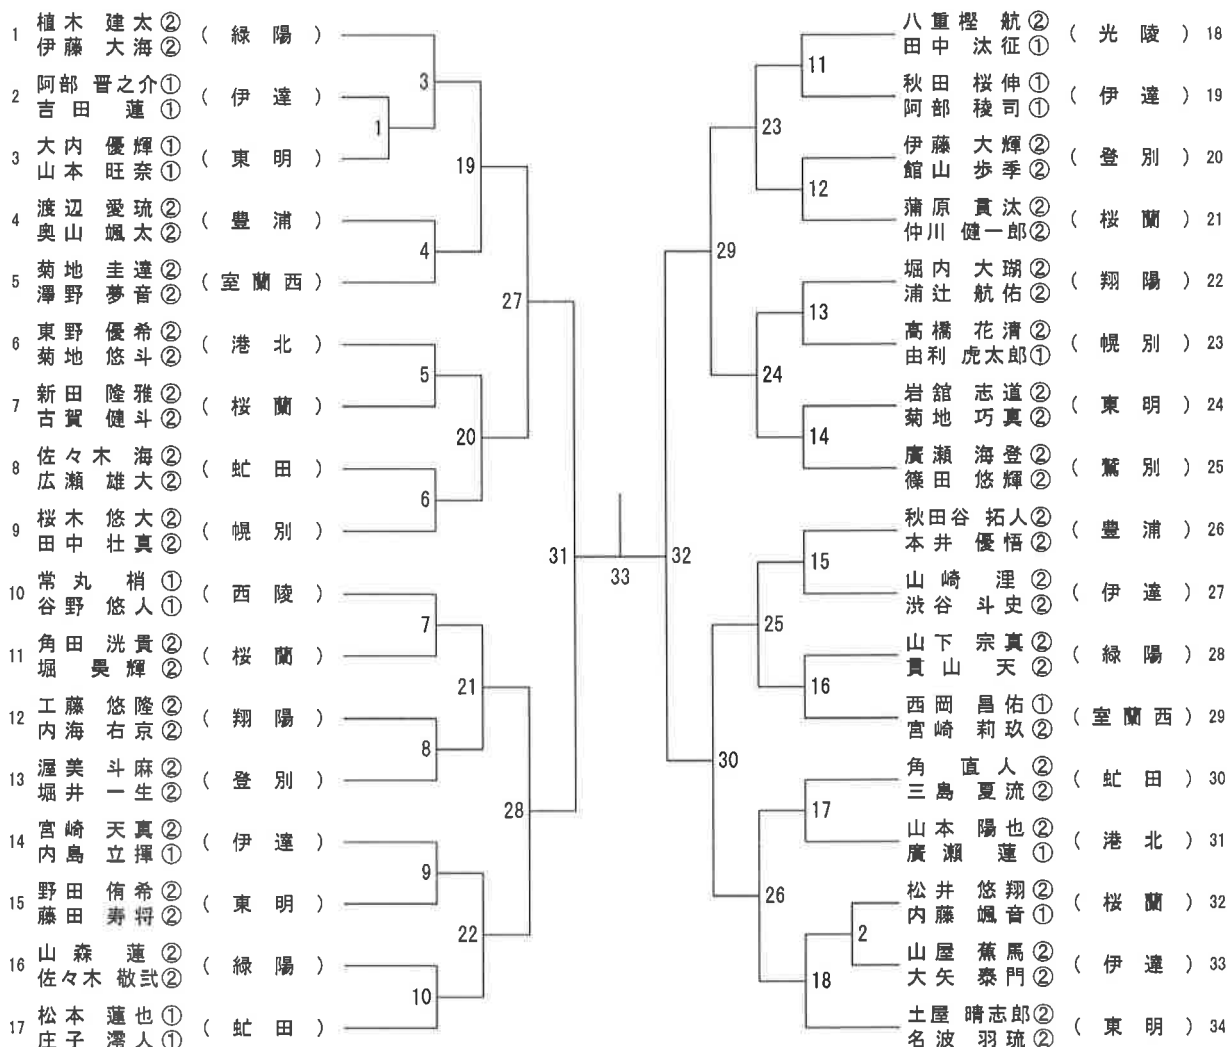 1 植木 建太② 伊藤 大海② (緑陽)
2 阿部 晋之介① 吉田 蓮① (伊達)
3 大内 優輝① 山本 旺奈① (東明)
4 渡辺 愛琉② 奥山 颯太② (豊浦)
5 菊地 圭達② 澤野 夢音② (室蘭西)
6 東野 優希② 菊地 悠斗② (港北)
7 新田 隆雅② 古賀 健斗② (桜蘭)
8 佐々木 海② 広瀬 雄大② (虻田)
9 桜木 悠大② 田中 壮真② (幌別)
10 常丸 梢① 谷野 悠人① (西陵)
11 角田 洸貴② 堀 昊輝② (桜蘭)
12 工藤 悠隆② 内海 右京② (翔陽)
13 渥美 斗麻② 堀井 一生② (登別)
14 宮崎 天真② 内島 立揮① (伊達)
15 野田 侑希② 藤田 寿将② (東明)
16 山森 蓮② 佐々木 敬弐② (緑陽)
17 松本 蓮也① 庄子 澪人① (虻田)
3
1
19
4
27
5
20
6
31
7
21
8
28
9
22
10
33
32
11
23
12
29
13
24
14
15
25
16
30
17
26
2
18
八重樫 航② 田中 汰征① (光陵) 18
秋田 桜伸① 阿部 稜司① (伊達) 19
伊藤 大輝② 館山 歩季② (登別) 20
蒲原 貫汰② 仲川 健一郎② (桜蘭) 21
堀内 大瑚② 浦辻 航佑② (翔陽) 22
高橋 花清② 由利 虎太郎① (幌別) 23
岩舘 志道② 菊地 巧真② (東明) 24
廣瀬 海登② 篠田 悠輝② (鷲別) 25
秋田谷 拓人② 本井 優悟② (豊浦) 26
山崎 浬② 渋谷 斗史② (伊達) 27
山下 宗真② 貫山 天② (緑陽) 28
西岡 昌佑① 宮崎 莉玖② (室蘭西) 29
角 直人② 三島 夏流② (虻田) 30
山本 陽也② 廣瀬 蓮① (港北) 31
松井 悠翔② 内藤 颯音① (桜蘭) 32
山屋 蕉馬② 大矢 泰門② (伊達) 33
土屋 晴志郎② 名波 羽琉② (東明) 34